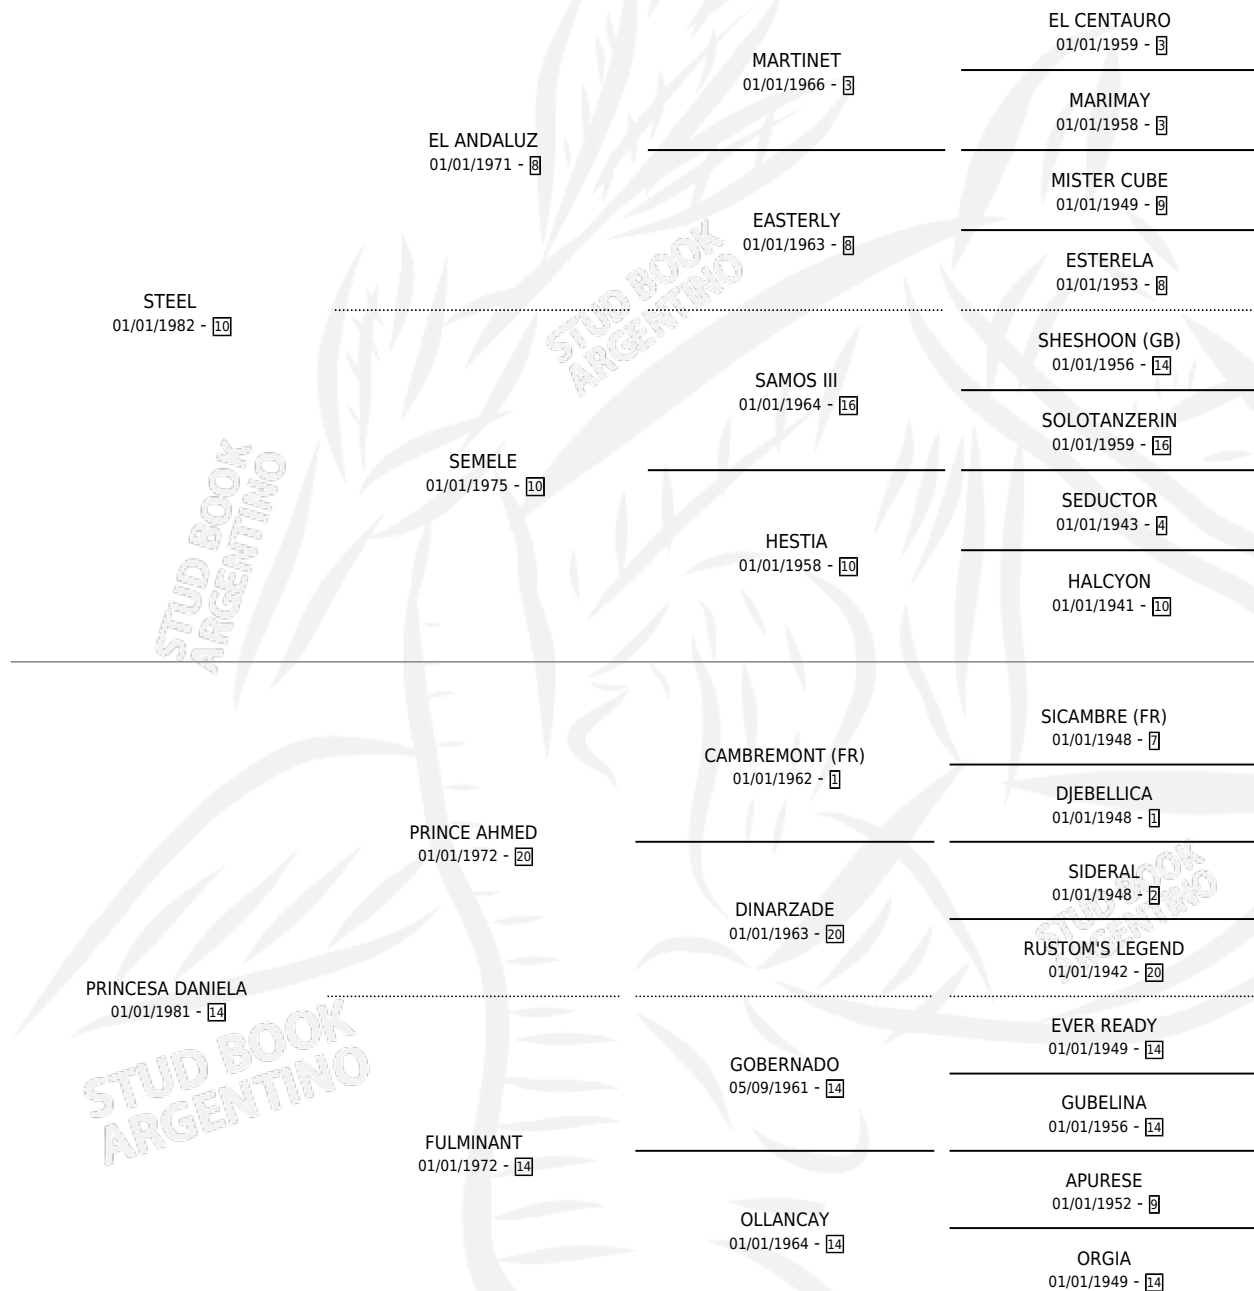 EL CENTAURO
01/01/1959 - 3
MARTINET
01/01/1966 - 3
MARIMAY
01/01/1958 - 3
EL ANDALUZ
01/01/1971 - 8
MISTER CUBE
01/01/1949 - 9
EASTERLY
01/01/1963 - 8
ESTERELA
01/01/1953 - 8
STEEL
01/01/1982 - 10
SHESHOON (GB)
01/01/1956 - 14
SAMOS III
01/01/1964 - 16
SOLOTANZERIN
01/01/1959 - 16
SEMELE
01/01/1975 - 10
SEDUCTOR
01/01/1943 - 4
HESTIA
01/01/1958 - 10
HALCYON
01/01/1941 - 10
SICAMBRE (FR)
01/01/1948 - 7
CAMBREMONT (FR)
01/01/1962 - 1
DJEBELLICA
01/01/1948 - 1
PRINCE AHMED
01/01/1972 - 20
SIDERAL
01/01/1948 - 2
DINARZADE
01/01/1963 - 20
RUSTOM'S LEGEND
01/01/1942 - 20
PRINCESA DANIELA
01/01/1981 - 14
EVER READY
01/01/1949 - 14
GOBERNADO
05/09/1961 - 14
GUBELINA
01/01/1956 - 14
FULMINANT
01/01/1972 - 14
APURESE
01/01/1952 - 9
OLLANCAY
01/01/1964 - 14
ORGIA
01/01/1949 - 14
STUD BOOK
ARGENTINO
STUD BOOK
ARGENTINO
STUD BOOK
ARGENTINO
STUD BOOK
ARGENTINO